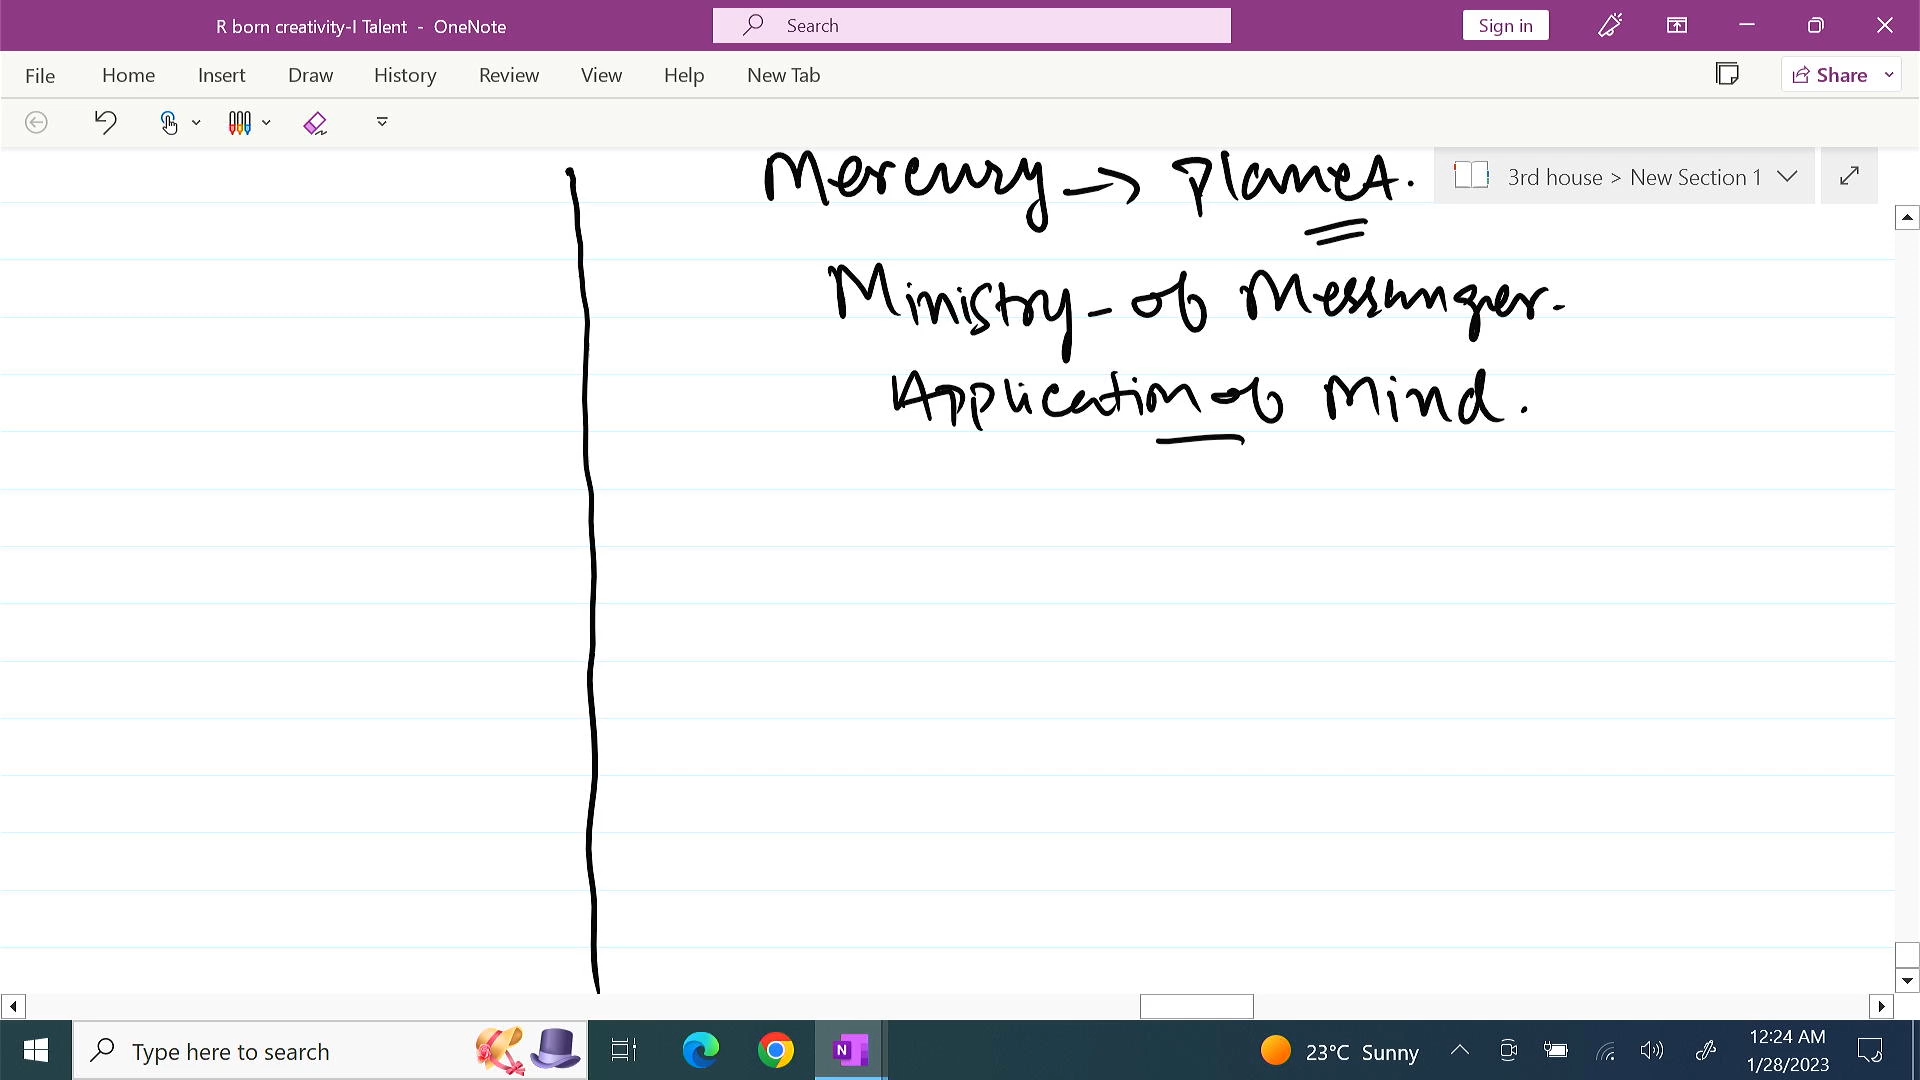 R born creativity-I Talent - OneNote
Search
Sign in
File Home Insert Draw History Review View Help New Tab
Share
3rd house > New Section 1
Mercury → Planet.
Ministry - of Messunger.
Application of Mind.
Type here to search
N
23°C Sunny
12:24 AM
1/28/2023